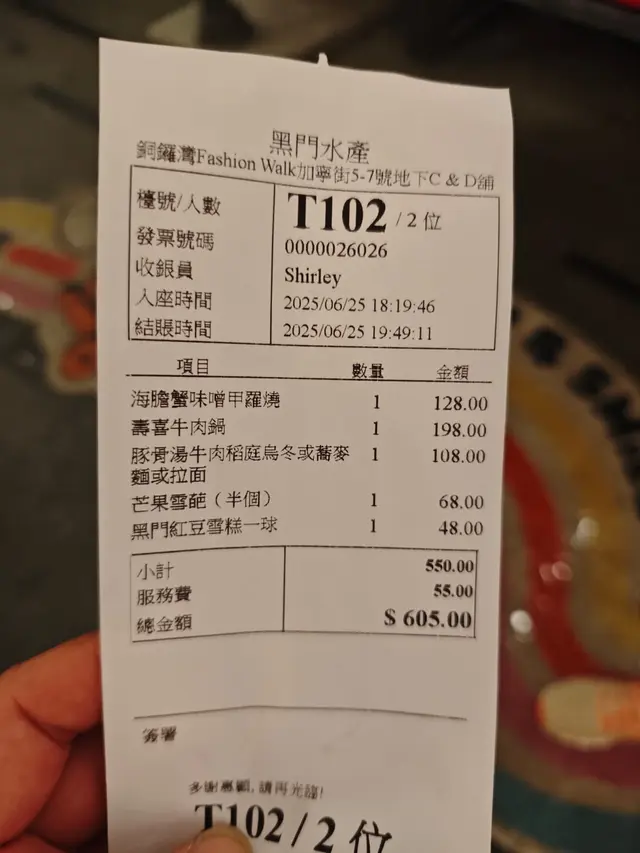 黑門水產
銅鑼灣Fashion Walk加寧街5-7號地下C & D舖
檯號/人數 T102 / 2 位
發票號碼 0000026026
收銀員 Shirley
入座時間 2025/06/25 18:19:46
結賬時間 2025/06/25 19:49:11
項目 數量 金額
海膽蟹味噌甲羅燒 1 128.00
壽喜牛肉鍋 1 198.00
豚骨湯牛肉稻庭烏冬或蕎麥 1 108.00
麵或拉面
芒果雪葩（半個） 1 68.00
黑門紅豆雪糕一球 1 48.00
小計 550.00
服務費 55.00
總金額 $ 605.00
簽署
多謝惠顧, 請再光臨!
T102 / 2 位